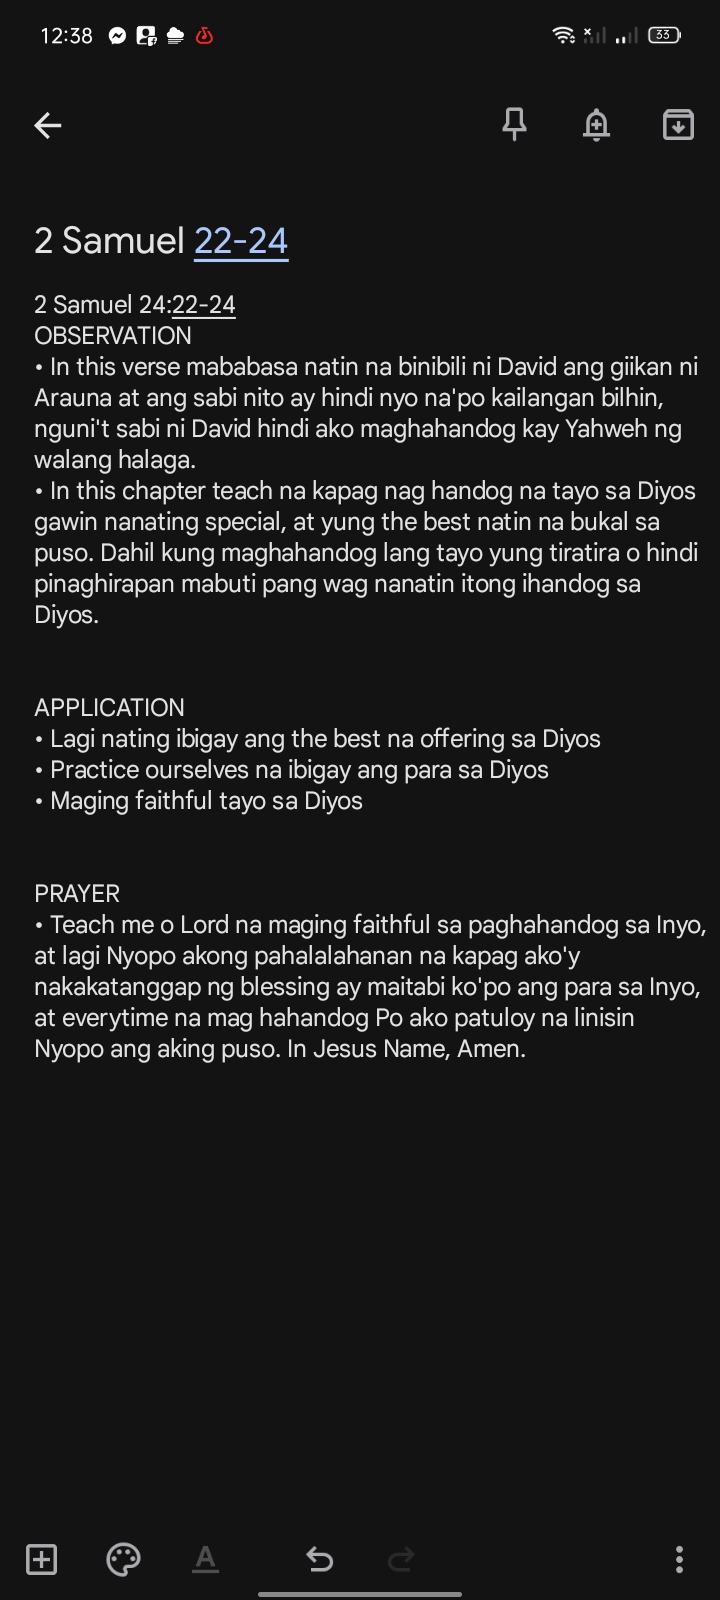 12:38
33
2 Samuel 22-24
2 Samuel 24:22-24
OBSERVATION
• In this verse mababasa natin na binibili ni David ang giikan ni
Arauna at ang sabi nito ay hindi nyo na'po kailangan bilhin,
nguni't sabi ni David hindi ako maghahandog kay Yahweh ng
walang halaga.
• In this chapter teach na kapag nag handog na tayo sa Diyos
gawin nanating special, at yung the best natin na bukal sa
puso. Dahil kung maghahandog lang tayo yung tiratira o hindi
pinaghirapan mabuti pang wag nanatin itong ihandog sa
Diyos.
APPLICATION
• Lagi nating ibigay ang the best na offering sa Diyos
• Practice ourselves na ibigay ang para sa Diyos
• Maging faithful tayo sa Diyos
PRAYER
• Teach me o Lord na maging faithful sa paghahandog sa Inyo,
at lagi Nyopo akong pahalalahanan na kapag ako'y
nakakatanggap ng blessing ay maitabi ko'po ang para sa Inyo,
at everytime na mag hahandog Po ako patuloy na linisin
Nyopo ang aking puso. In Jesus Name, Amen.
A